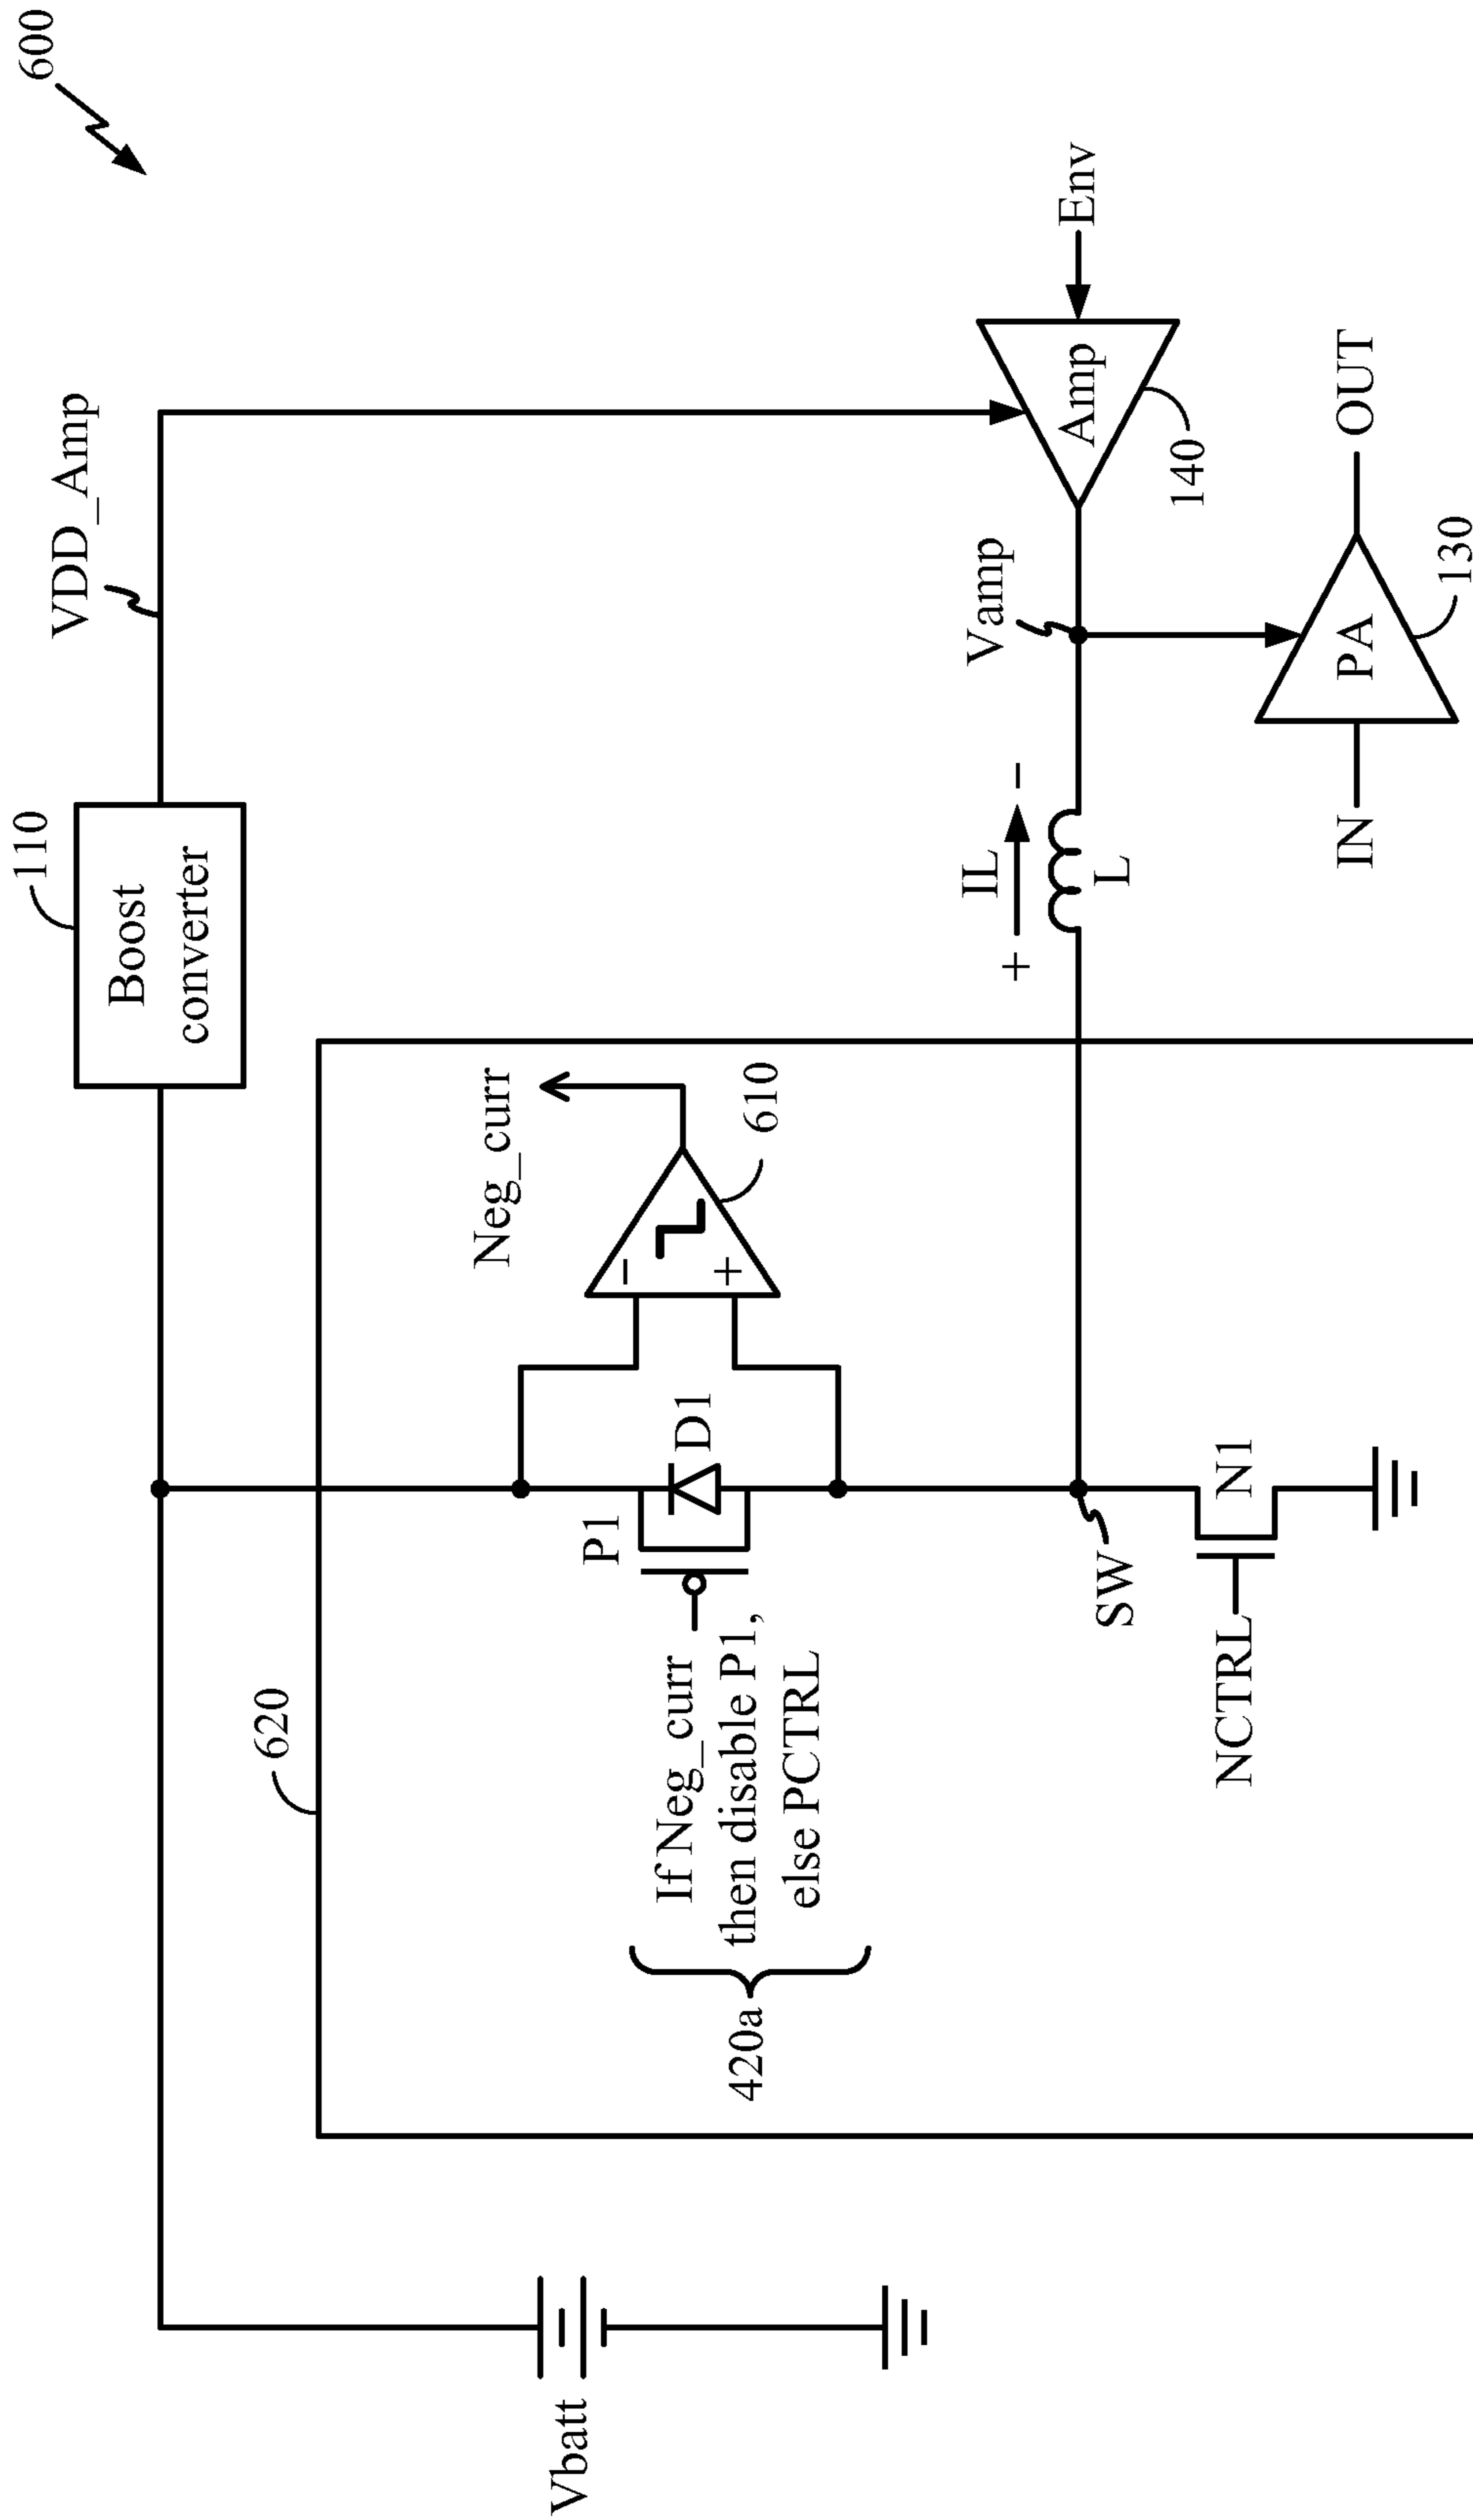 600
110
VDD_Amp
Boost
converter
620
Neg_curr
Vbatt
P1
D1
-
+
610
If Neg_curr
then disable P1,
else PCTRL
420a
IL
+
-
L
Vamp
Amp
Env
140
SW
NCTRL
N1
IN
PA
OUT
130